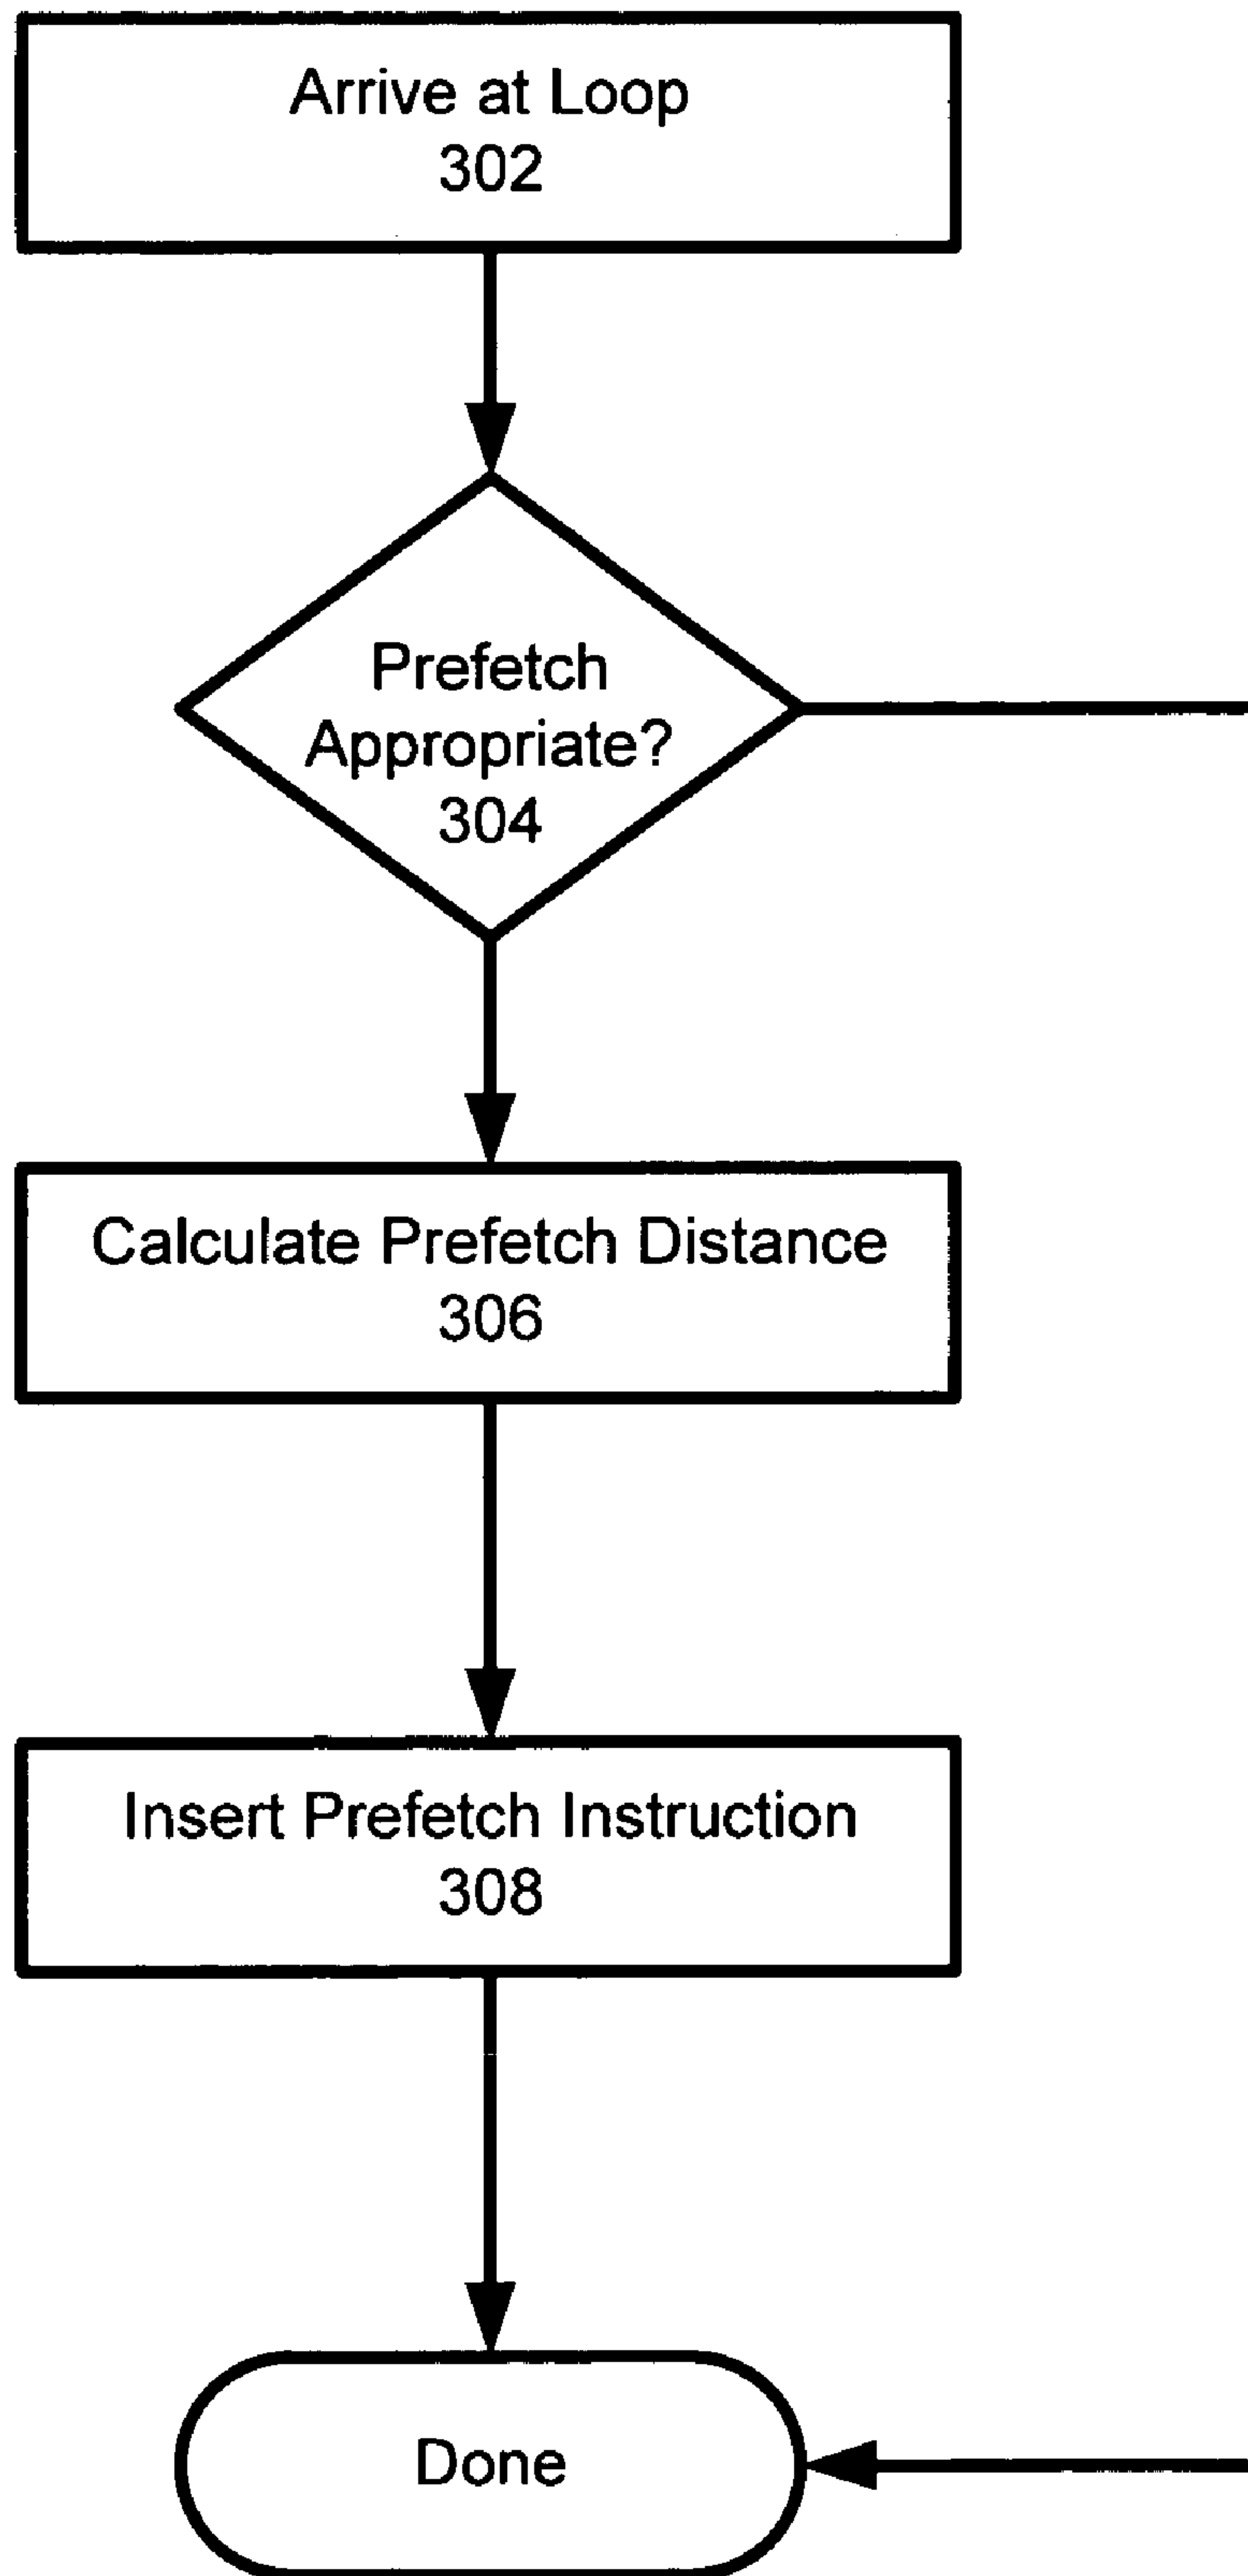 Arrive at Loop
302
Prefetch
Appropriate?
304
Calculate Prefetch Distance
306
Insert Prefetch Instruction
308
Done